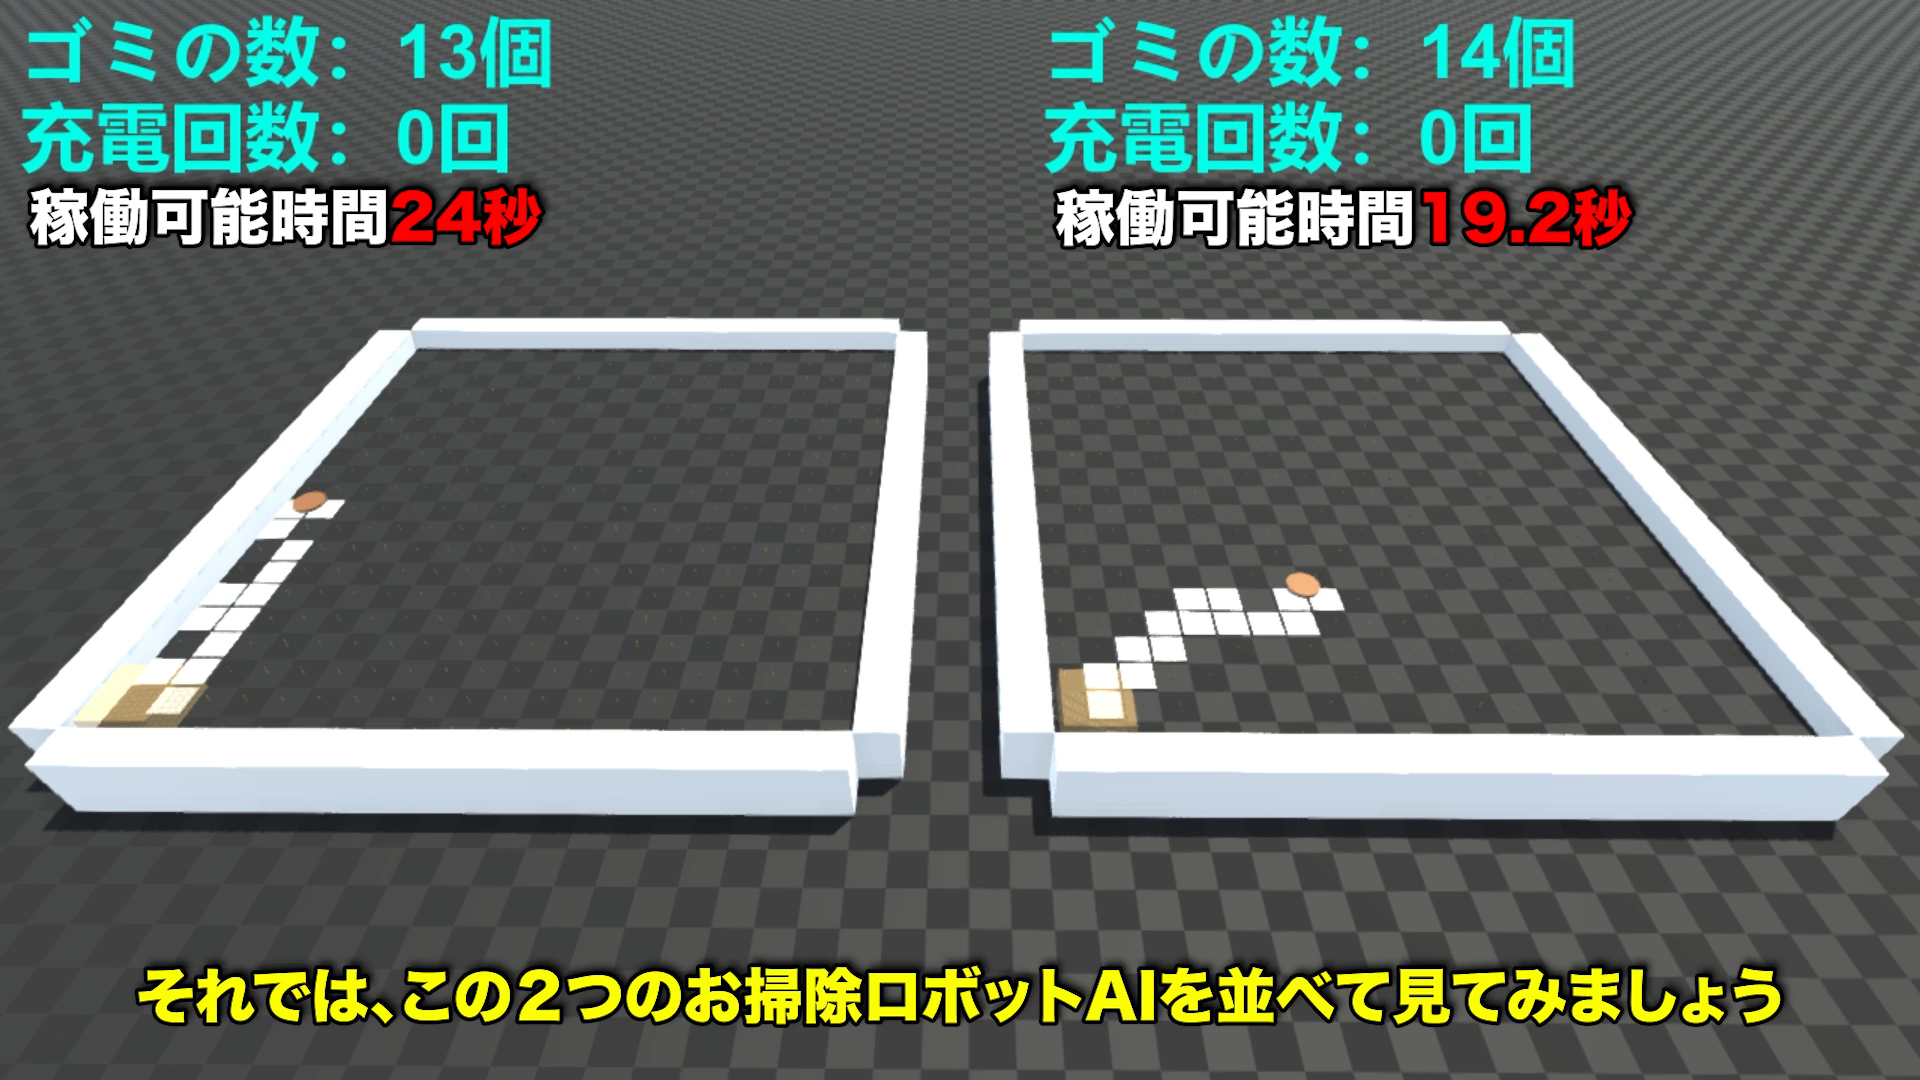 ゴミの数: 13個
充電回数: 0回
稼働可能時間24秒
ゴミの数: 14個
充電回数: 0回
稼働可能時間19.2秒
それでは、この2つのお掃除ロボットAIを並べて見てみましょう